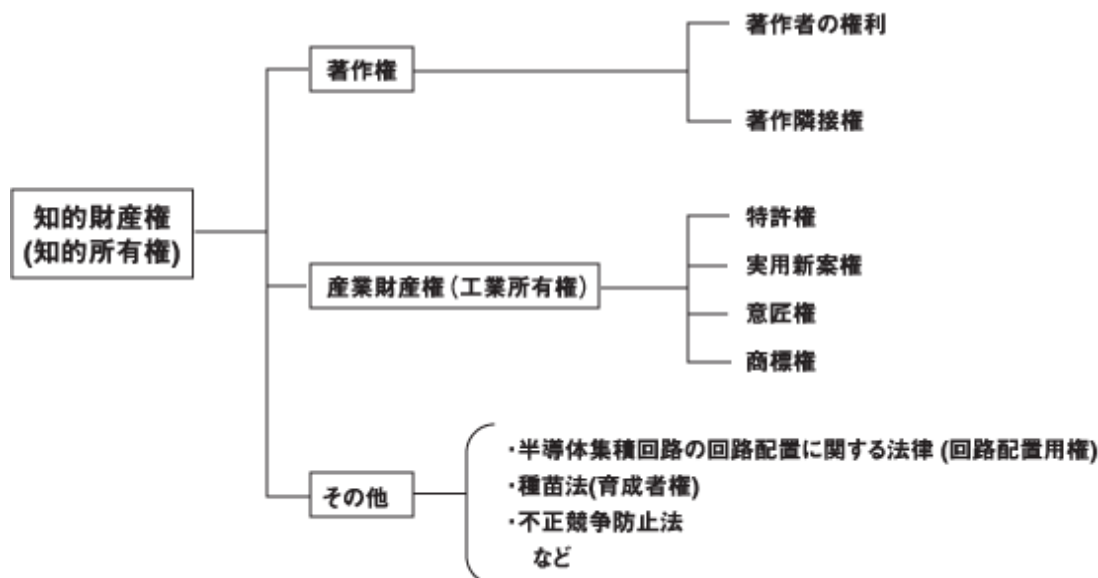 著作者の権利
著作権
著作隣接権
知的財産権
(知的所有権)
特許権
実用新案権
産業財産権(工業所有権)
意匠権
商標権
・半導体集積回路の回路配置に関する法律 (回路配置用権)
・種苗法(育成者権)
その他
・不正競争防止法
など